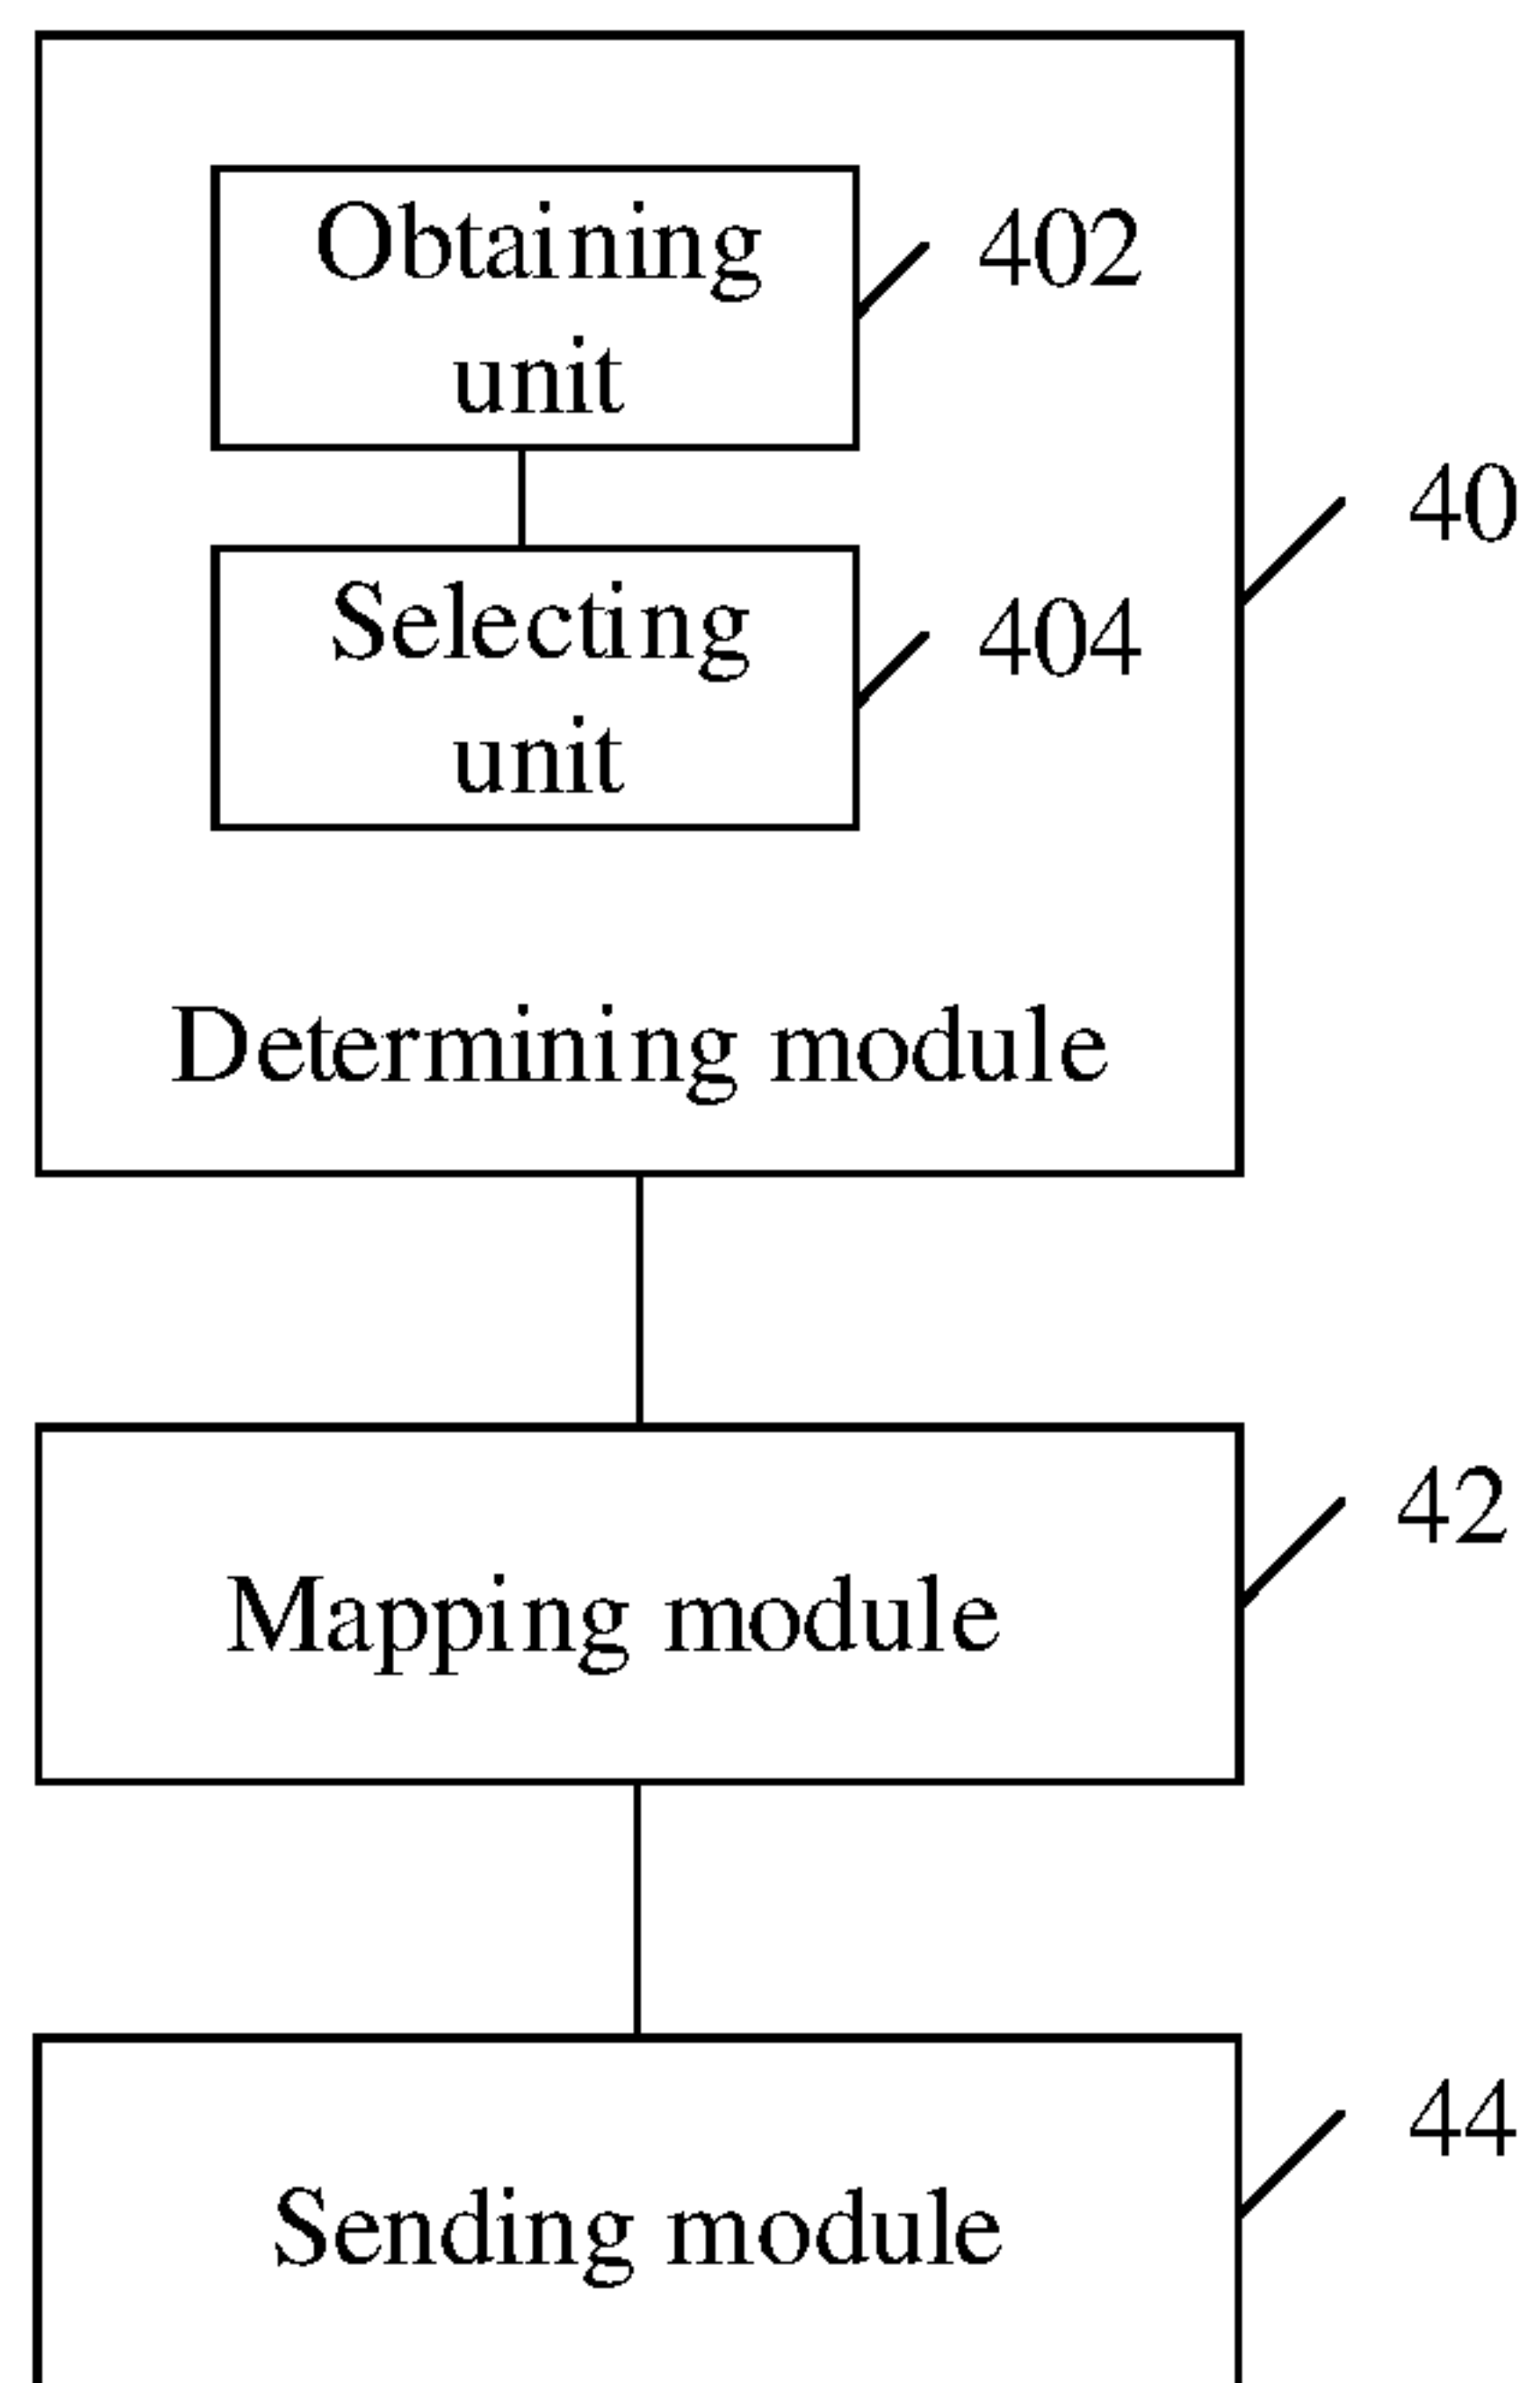 Obtaining
unit
402
40
Selecting
unit
404
Determining module
42
Mapping module
44
Sending module